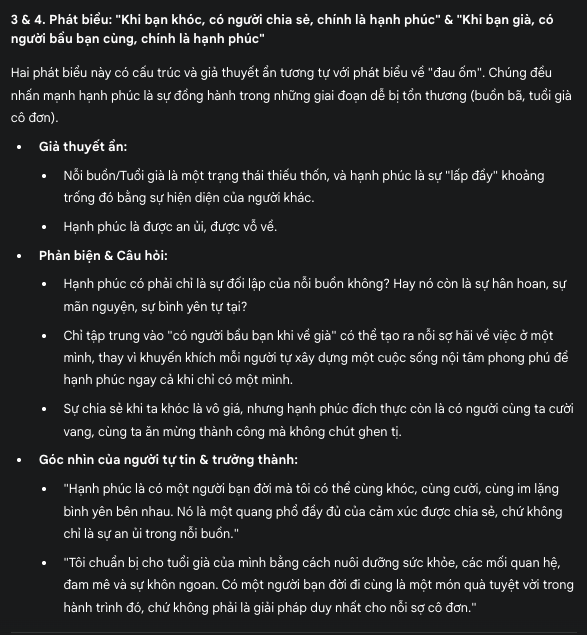 3 & 4. Phát biểu: "Khi bạn khóc, có người chia sẻ, chính là hạnh phúc" & "Khi bạn già, có
người bầu bạn cùng, chính là hạnh phúc"
Hai phát biểu này có cấu trúc và giả thuyết ẩn tương tự với phát biểu về "đau ốm". Chúng đều
nhấn mạnh hạnh phúc là sự đồng hành trong những giai đoạn dễ bị tổn thương (buồn bã, tuổi già
cô đơn).
• Giả thuyết ẩn:
• Nỗi buồn/Tuổi già là một trạng thái thiếu thốn, và hạnh phúc là sự "lấp đầy" khoảng
trống đó bằng sự hiện diện của người khác.
• Hạnh phúc là được an ủi, được vỗ về.
• Phản biện & Câu hỏi:
• Hạnh phúc có phải chỉ là sự đối lập của nỗi buồn không? Hay nó còn là sự hân hoan, sự
mãn nguyện, sự bình yên tự tại?
• Chỉ tập trung vào "có người bầu bạn khi về già" có thể tạo ra nỗi sợ hãi về việc ở một
mình, thay vì khuyến khích mỗi người tự xây dựng một cuộc sống nội tâm phong phú để
hạnh phúc ngay cả khi chỉ có một mình.
• Sự chia sẻ khi ta khóc là vô giá, nhưng hạnh phúc đích thực còn là có người cùng ta cười
vang, cùng ta ăn mừng thành công mà không chút ghen tị.
• Góc nhìn của người tự tin & trưởng thành:
• "Hạnh phúc là có một người bạn đời mà tôi có thể cùng khóc, cùng cười, cùng im lặng
bình yên bên nhau. Nó là một quang phổ đầy đủ của cảm xúc được chia sẻ, chứ không
chỉ là sự an ủi trong nỗi buồn."
• "Tôi chuẩn bị cho tuổi già của mình bằng cách nuôi dưỡng sức khỏe, các mối quan hệ,
đam mê và sự khôn ngoan. Có một người bạn đời đi cùng là một món quà tuyệt vời trong
hành trình đó, chứ không phải là giải pháp duy nhất cho nỗi sợ cô đơn."